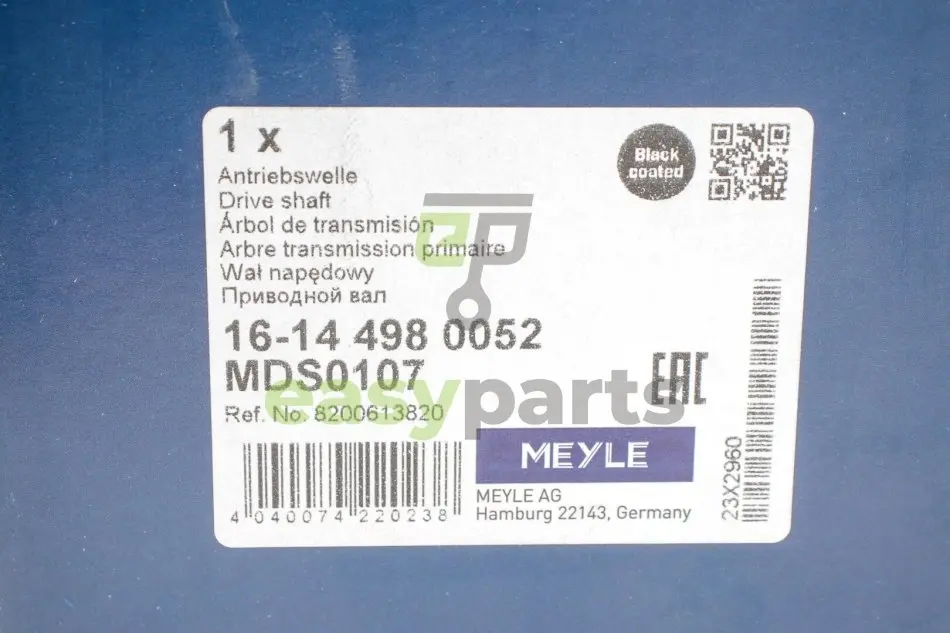 1 x
Black
coated
Antriebswelle
Drive shaft
Árbol de transmisión
Arbre transmission primaire
Wał napędowy
Приводной вал
16-14 498 0052
MDS0107
EAC
easyparts
Ref. No. 8200613820
MEYLE
4 040074 220238
MEYLE AG
Hamburg 22143, Germany
23X2960